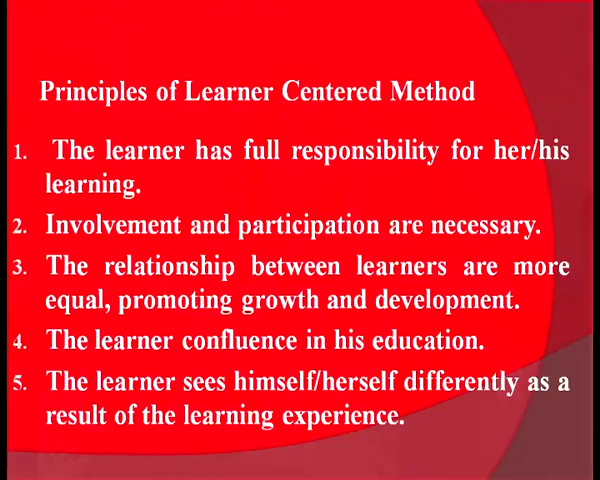 Principles of Learner Centered Method
1. The learner has full responsibility for her/his
learning.
2. Involvement and participation are necessary.
3. The relationship between learners are more
equal, promoting growth and development.
4. The learner confluence in his education.
5. The learner sees himself/herself differently as a
result of the learning experience.